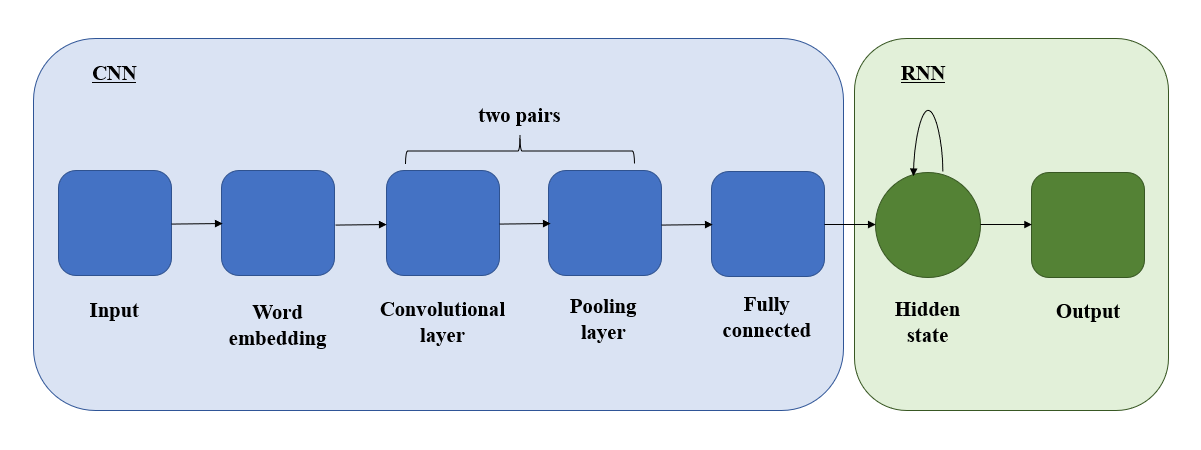 CNN
RNN
two pairs
Input
Word
embedding
Convolutional
layer
Pooling
layer
Fully
connected
Hidden
state
Output